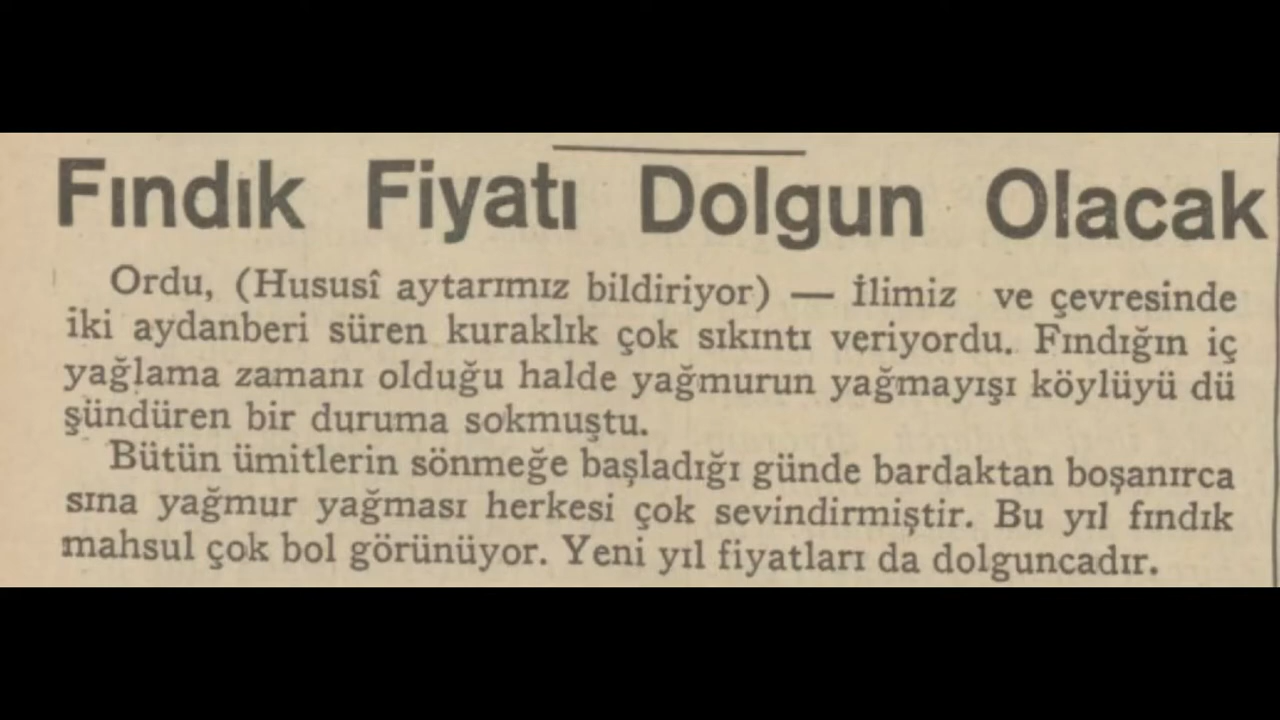 Fındık Fiyatı Dolgun Olacak
Ordu, (Hususî aytarımız bildiriyor) — İlimiz ve çevresinde
iki aydanberi süren kuraklık çok sıkıntı veriyordu. Fındığın iç
yağlama zamanı olduğu halde yağmurun yağmayışı köylüyü dü
şündüren bir duruma sokmuştu.
Bütün ümitlerin sönmeğe başladığı günde bardaktan boşanırca
sına yağmur yağması herkesi çok sevindirmiştir. Bu yıl fındık
mahsul çok bol görünüyor. Yeni yıl fiyatları da dolguncadır.